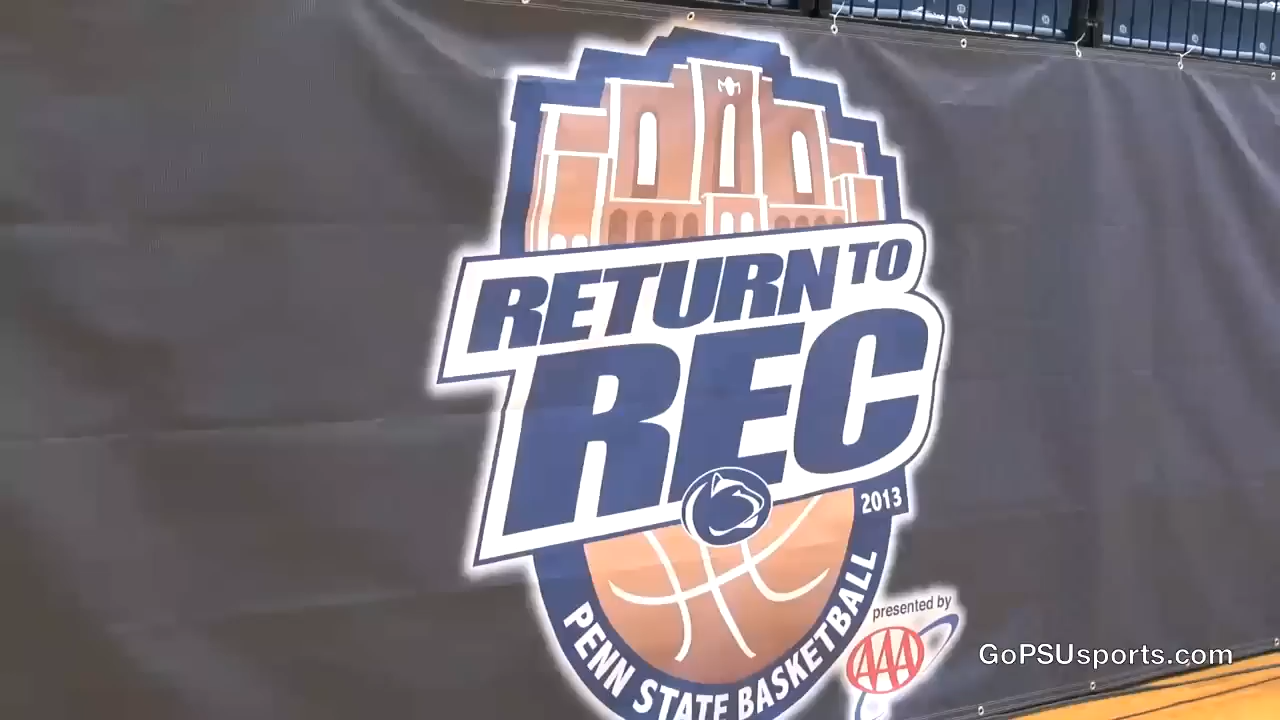 RETURN TO
REC
2013
PENN STATE BASKETBALL
presented by
AAA
GoPSUsports.com